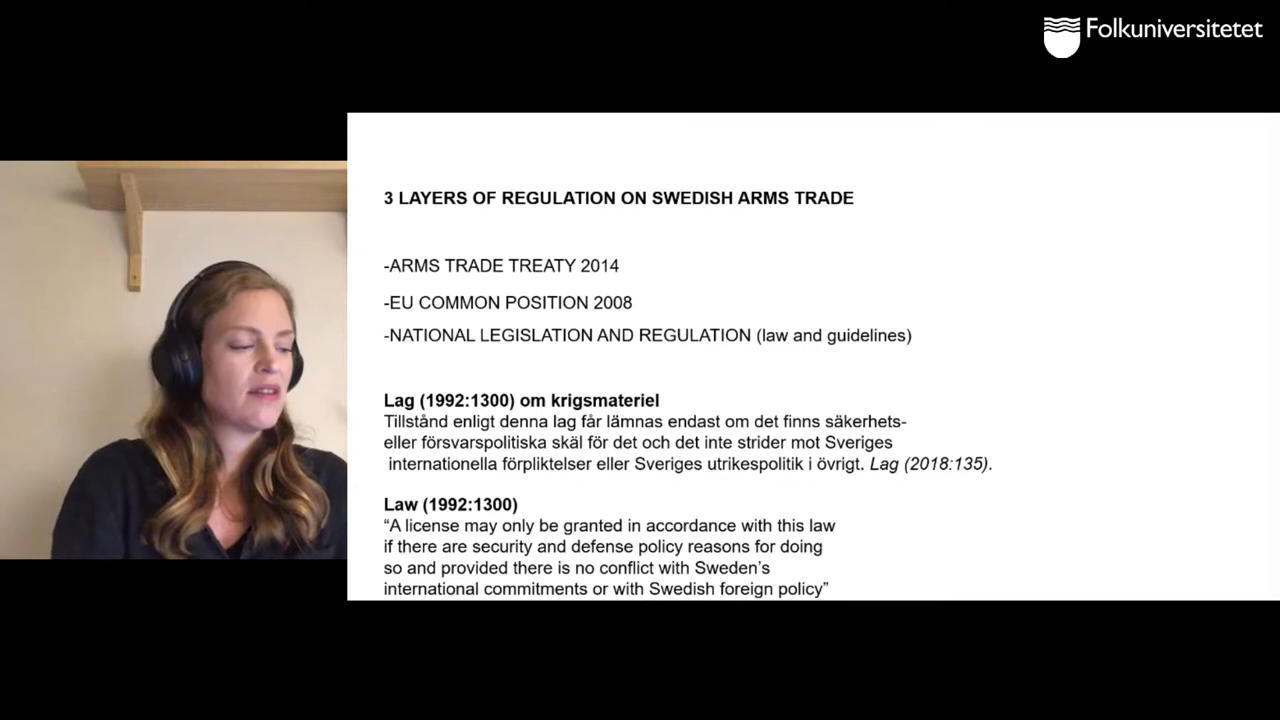 Folkuniversitetet
3 LAYERS OF REGULATION ON SWEDISH ARMS TRADE
-ARMS TRADE TREATY 2014
-EU COMMON POSITION 2008
-NATIONAL LEGISLATION AND REGULATION (law and guidelines)
Lag (1992:1300) om krigsmateriel
Tillstånd enligt denna lag får lämnas endast om det finns säkerhets-
eller försvarspolitiska skäl för det och det inte strider mot Sveriges
internationella förpliktelser eller Sveriges utrikespolitik i övrigt. Lag (2018:135).
Law (1992:1300)
“A license may only be granted in accordance with this law
if there are security and defense policy reasons for doing
so and provided there is no conflict with Sweden’s
international commitments or with Swedish foreign policy”